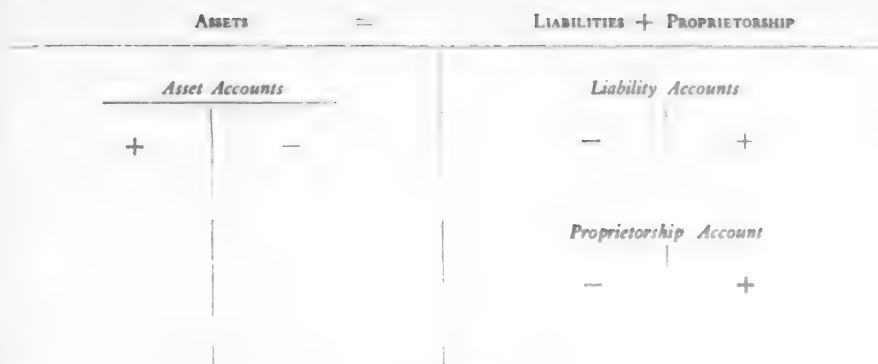 ASSETS = LIABILITIES + PROPRIETORSHIP
Asset Accounts Liability Accounts
+ − − +
Proprietorship Account
− +